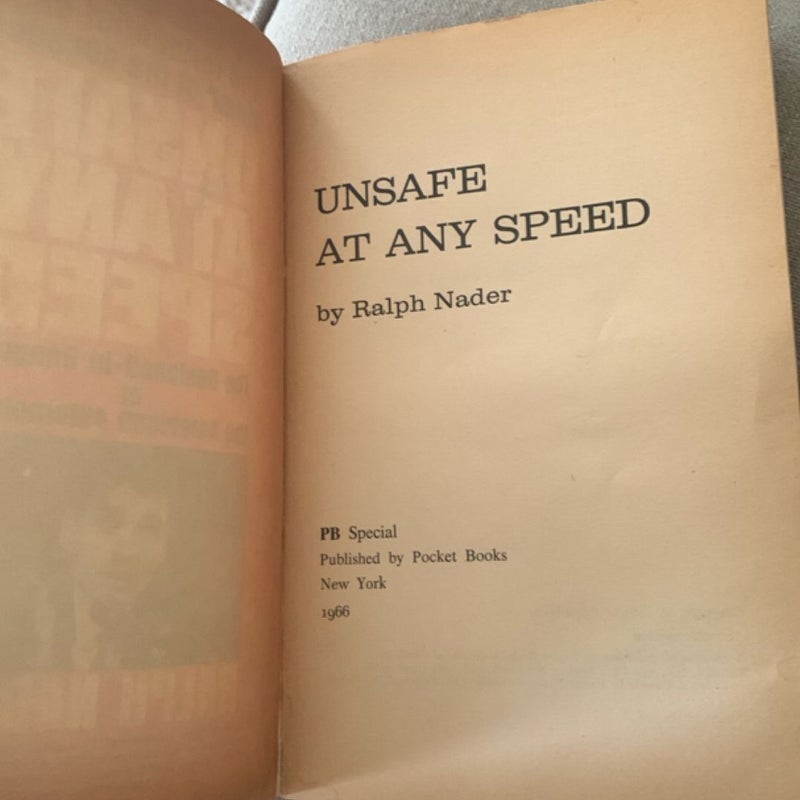 UNSAFE
AT ANY SPEED
by Ralph Nader
PB Special
Published by Pocket Books
New York
1966